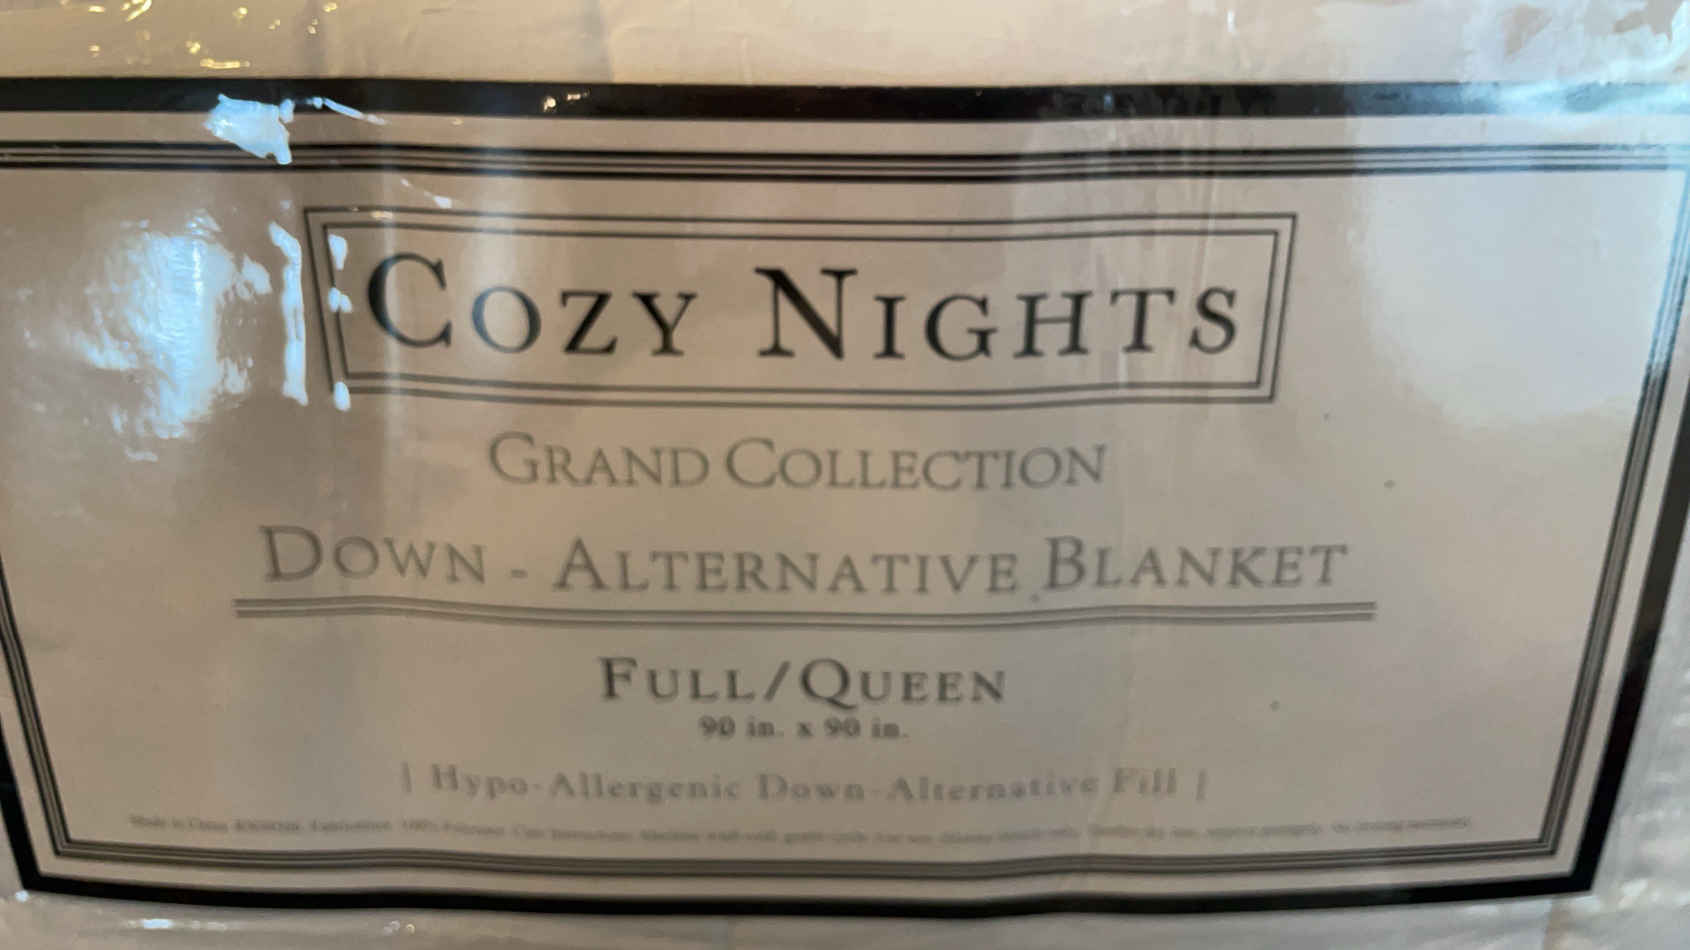 COZY NIGHTS
GRAND COLLECTION
DOWN - ALTERNATIVE BLANKET
FULL/QUEEN
90 in. x 90 in.
| Hypo-Allergenic Down-Alternative Fill |